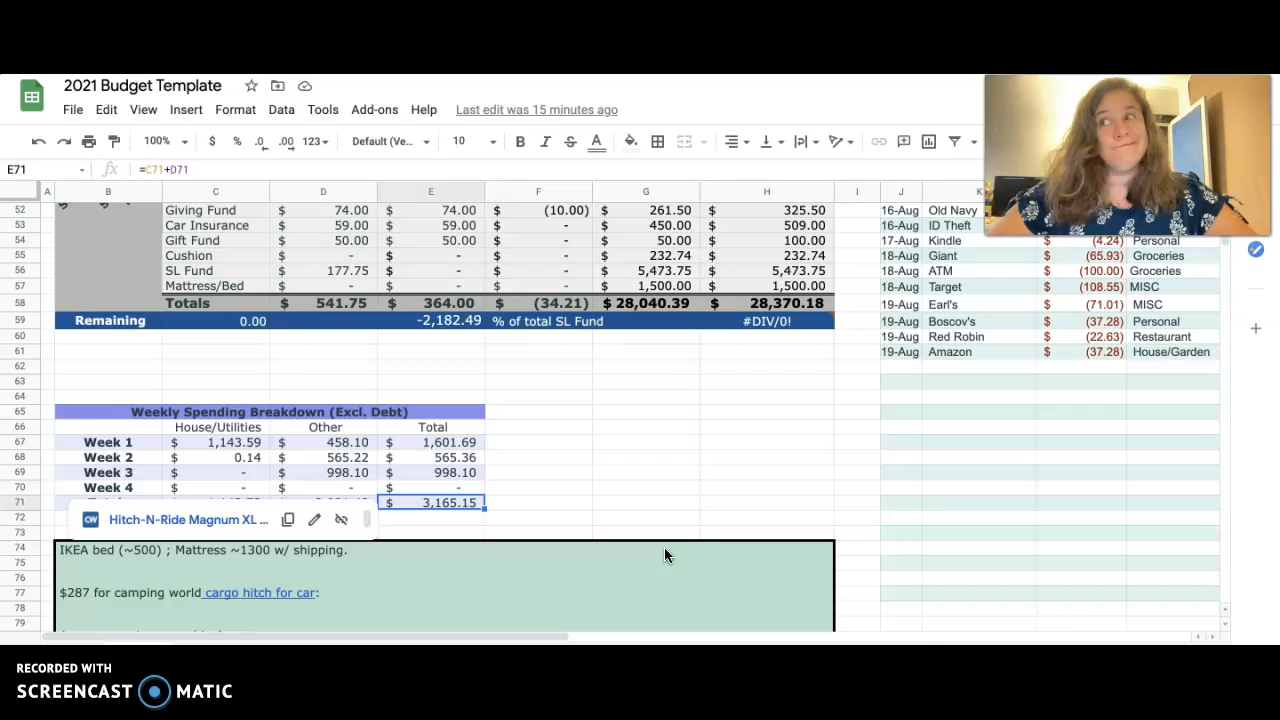 2021 Budget Template
File Edit View Insert Format Data Tools Add-ons Help Last edit was 15 minutes ago
100% $ % .0 .00 123 Default (Ve... 10 B I S A
E71 fx =C71+D71
A B C D E F G H I J K
52 Giving Fund $ 74.00 $ 74.00 $ (10.00) $ 261.50 $ 325.50 16-Aug Old Navy
53 Car Insurance $ 59.00 $ 59.00 $ - $ 450.00 $ 509.00 16-Aug ID Theft
54 Gift Fund $ 50.00 $ 50.00 $ - $ 50.00 $ 100.00 17-Aug Kindle $ (4.24) Personal
55 Cushion $ - $ - $ - $ 232.74 $ 232.74 18-Aug Giant $ (65.93) Groceries
56 SL Fund $ 177.75 $ - $ - $ 5,473.75 $ 5,473.75 18-Aug ATM $ (100.00) Groceries
57 Mattress/Bed $ - $ - $ - $ 1,500.00 $ 1,500.00 18-Aug Target $ (108.55) MISC
58 Totals $ 541.75 $ 364.00 $ (34.21) $ 28,040.39 $ 28,370.18 19-Aug Earl's $ (71.01) MISC
59 Remaining 0.00 -2,182.49 % of total SL Fund #DIV/0! 19-Aug Boscov's $ (37.28) Personal
60 19-Aug Red Robin $ (22.63) Restaurant
61 19-Aug Amazon $ (37.28) House/Garden
62
63
64
65 Weekly Spending Breakdown (Excl. Debt)
66 House/Utilities Other Total
67 Week 1 $ 1,143.59 $ 458.10 $ 1,601.69
68 Week 2 $ 0.14 $ 565.22 $ 565.36
69 Week 3 $ - $ 998.10 $ 998.10
70 Week 4 $ - $ - $ -
71 $ 3,165.15
72 CW Hitch-N-Ride Magnum XL ...
73
74 IKEA bed (~500) ; Mattress ~1300 w/ shipping.
75
76
77 $287 for camping world cargo hitch for car:
78
79
RECORDED WITH
SCREENCAST MATIC